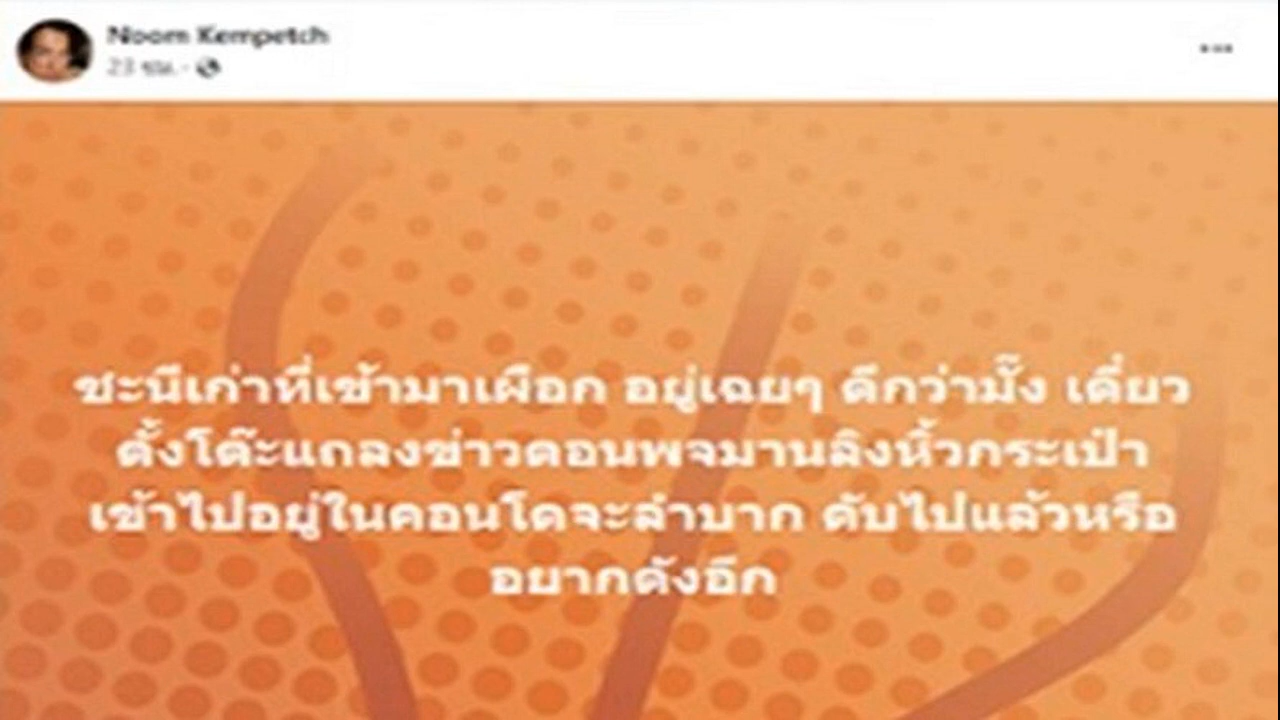 Noom Kempetch
23 ชม.
ชะนีเก่าที่เข้ามาเผือก อยู่เฉยๆ ดีกว่ามั๊ง เดี๋ยว
ตั้งโต๊ะแถลงข่าวตอนพจมานลิงหิ้วกระเป๋า
เข้าไปอยู่ในคอนโดจะลำบาก ดับไปแล้วหรือ
อยากดังอีก